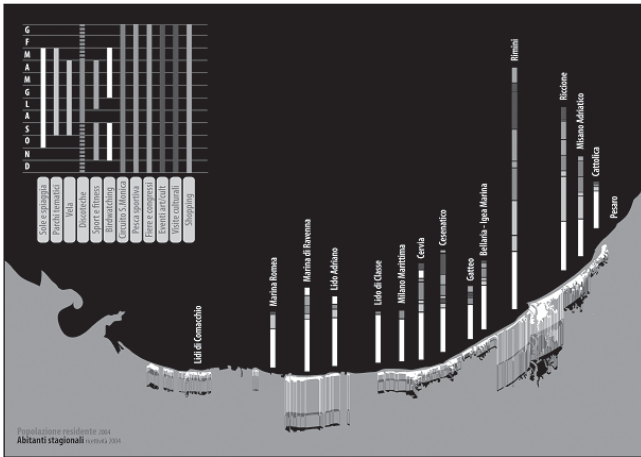 G
F
M
A
M
G
L
A
S
O
N
D
Sole e spiaggia
Parchi tematici
Vela
Discoteche
Sport e fitness
Birdwatching
Circuito S.Monica
Pesca sportiva
Fiere e congressi
Eventi art/cult
Visite culturali
Shopping
Lidi di Comacchio
Marina Romea
Marina di Ravenna
Lido Adriano
Lido di Classe
Milano Marittima
Cervia
Cesenatico
Gatteo
Bellaria - Igea Marina
Rimini
Riccione
Misano Adriatico
Cattolica
Pesaro
Popolazione residente 2004
Abitanti stagionali ricettività 2004